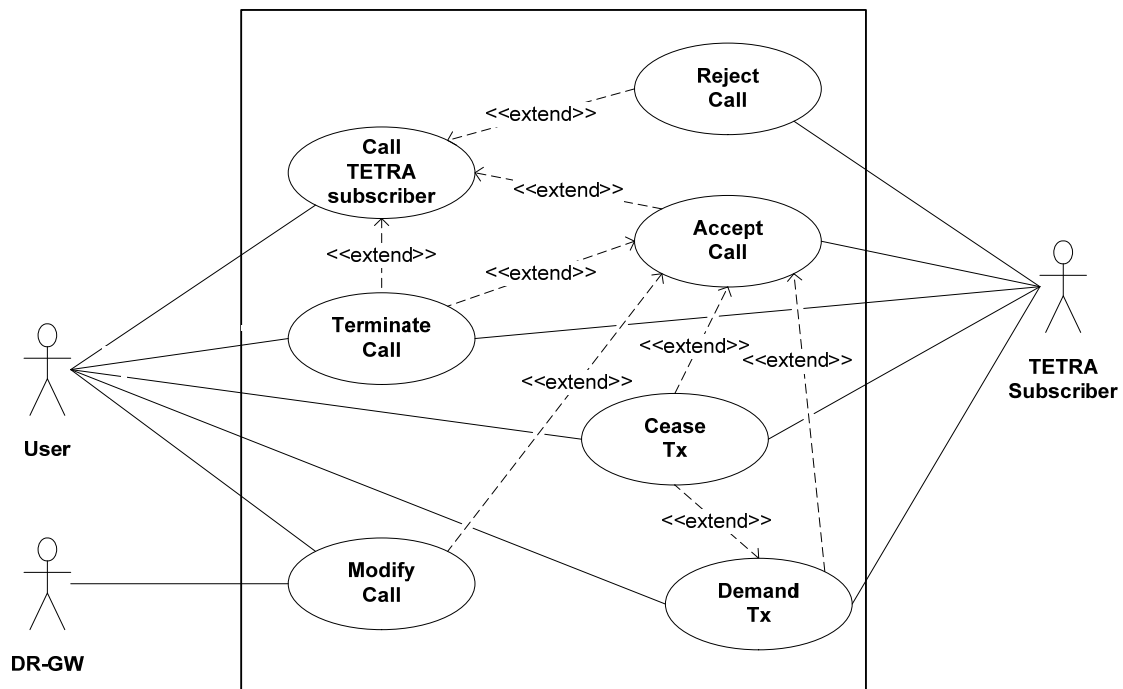 Reject
Call
<<extend>>
Call
TETRA
subscriber
<<extend>>
Accept
Call
<<extend>>
<<extend>>
Terminate
Call
<<extend>>
<<extend>>
<<extend>>
TETRA
Subscriber
User
Cease
Tx
<<extend>>
Modify
Call
Demand
Tx
DR-GW